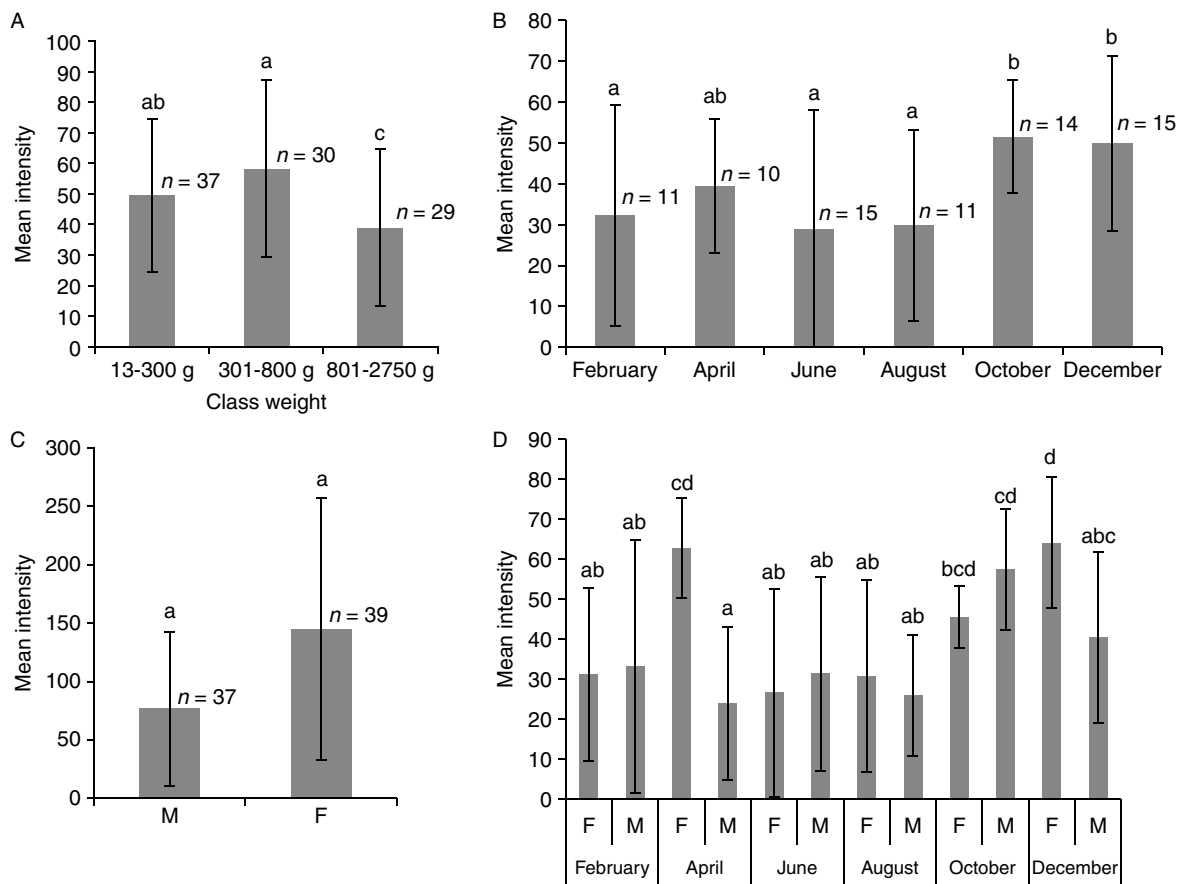 A
Mean intensity
100
90
80
70
60
50
40
30
20
10
0
ab
a
c
n = 37
n = 30
n = 29
13-300 g 301-800 g 801-2750 g
Class weight
B
Mean intensity
80
70
60
50
40
30
20
10
0
a
ab
a
a
b
b
n = 11
n = 10
n = 15
n = 11
n = 14
n = 15
February April June August October December
C
Mean intensity
300
250
200
150
100
50
0
a
a
n = 37
n = 39
M F
D
Mean intensity
90
80
70
60
50
40
30
20
10
0
ab
ab
cd
a
ab
ab
ab
ab
bcd
cd
d
abc
F M F M F M F M F M F M
February April June August October December